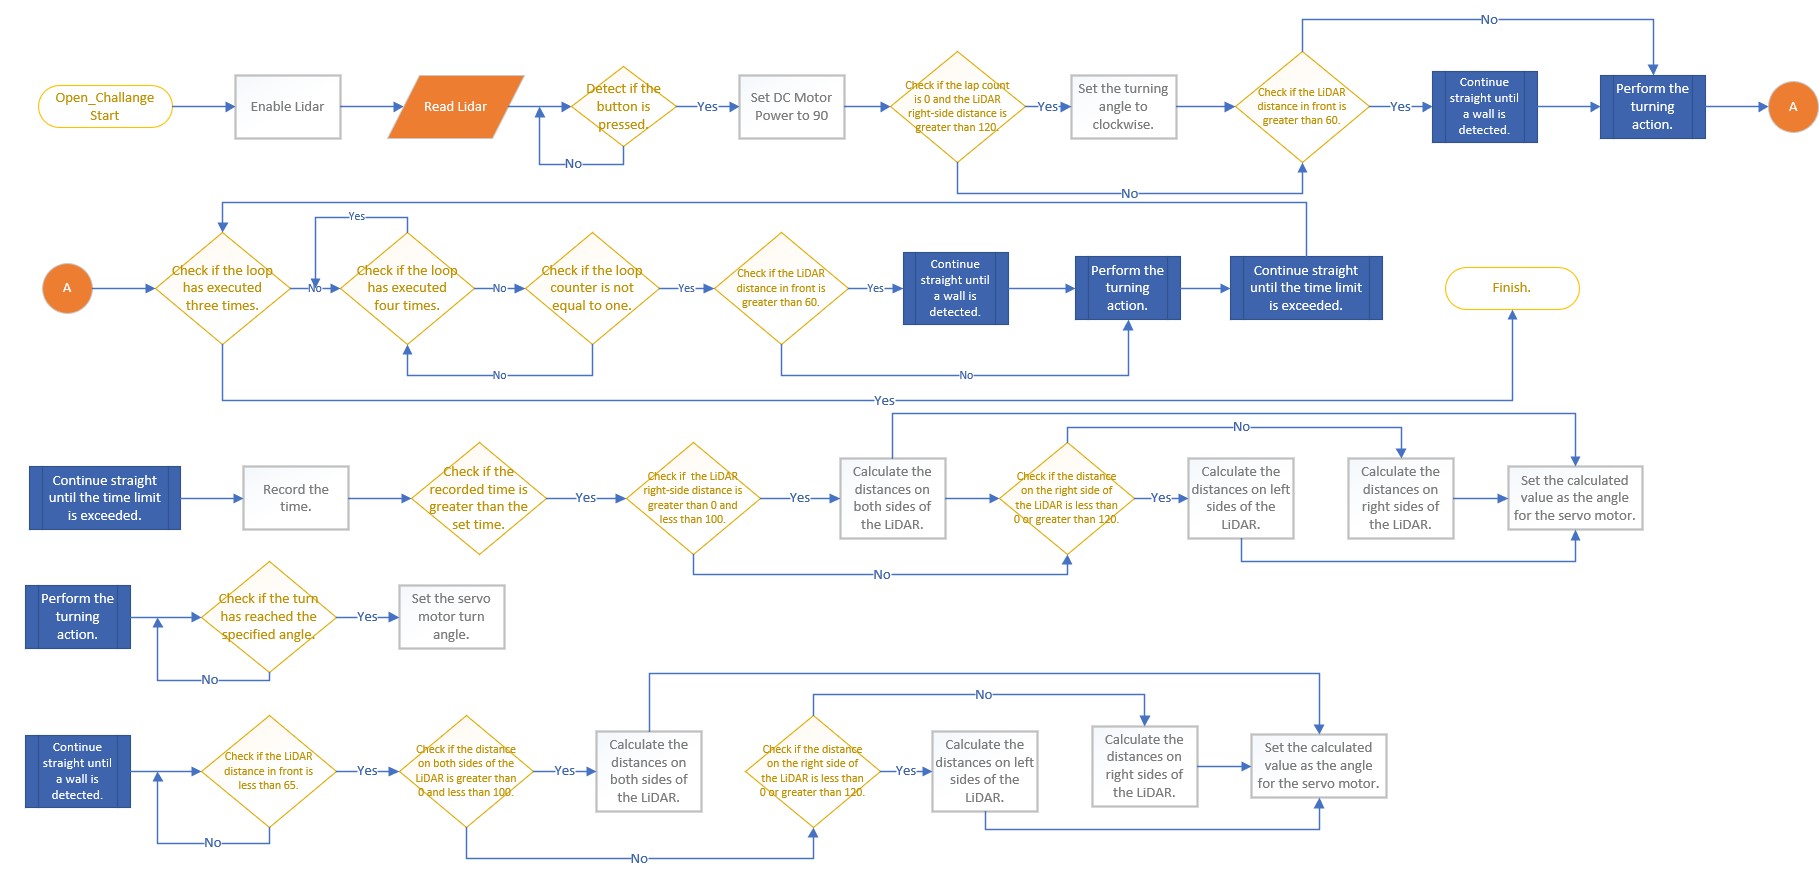 No
Open_Challange
Start
Enable Lidar
Read Lidar
Detect if the
button is
pressed.
Yes
No
Set DC Motor
Power to 90
Check if the lap count
is 0 and the LiDAR
right-side distance is
greater than 120.
Yes
No
Set the turning
angle to
clockwise.
Check if the LiDAR
distance in front is
greater than 60.
Yes
Continue
straight until
a wall is
detected.
Perform the
turning
action.
A
A
Check if the loop
has executed
three times.
No
Yes
Check if the loop
has executed
four times.
No
Check if the loop
counter is not
equal to one.
No
Yes
Check if the LiDAR
distance in front is
greater than 60.
Yes
No
Continue
straight until
a wall is
detected.
Perform the
turning
action.
Continue straight
until the time limit
is exceeded.
Finish.
Yes
Continue straight
until the time limit
is exceeded.
Record the
time.
Check if the
recorded time is
greater than the
set time.
Yes
Check if  the LiDAR
right-side distance is
greater than 0 and
less than 100.
Yes
No
Calculate the
distances on
both sides of
the LiDAR.
Check if the distance
on the right side of
the LiDAR is less than
0 or greater than 120.
No
Yes
Calculate the
distances on left
sides of the
LiDAR.
Calculate the
distances on
right sides of
the LiDAR.
Set the calculated
value as the angle
for the servo motor.
Perform the
turning
action.
Check if the turn
has reached the
specified angle.
No
Yes
Set the servo
motor turn
angle.
Continue
straight until
a wall is
detected.
Check if the LiDAR
distance in front is
less than 65.
No
Yes
Check if the distance
on both sides of the
LiDAR is greater than
0 and less than 100.
Yes
No
Calculate the
distances on
both sides of
the LiDAR.
Check if the distance
on the right side of
the LiDAR is less than
0 or greater than 120.
No
Yes
Calculate the
distances on left
sides of the
LiDAR.
Calculate the
distances on
right sides of
the LiDAR.
Set the calculated
value as the angle
for the servo motor.